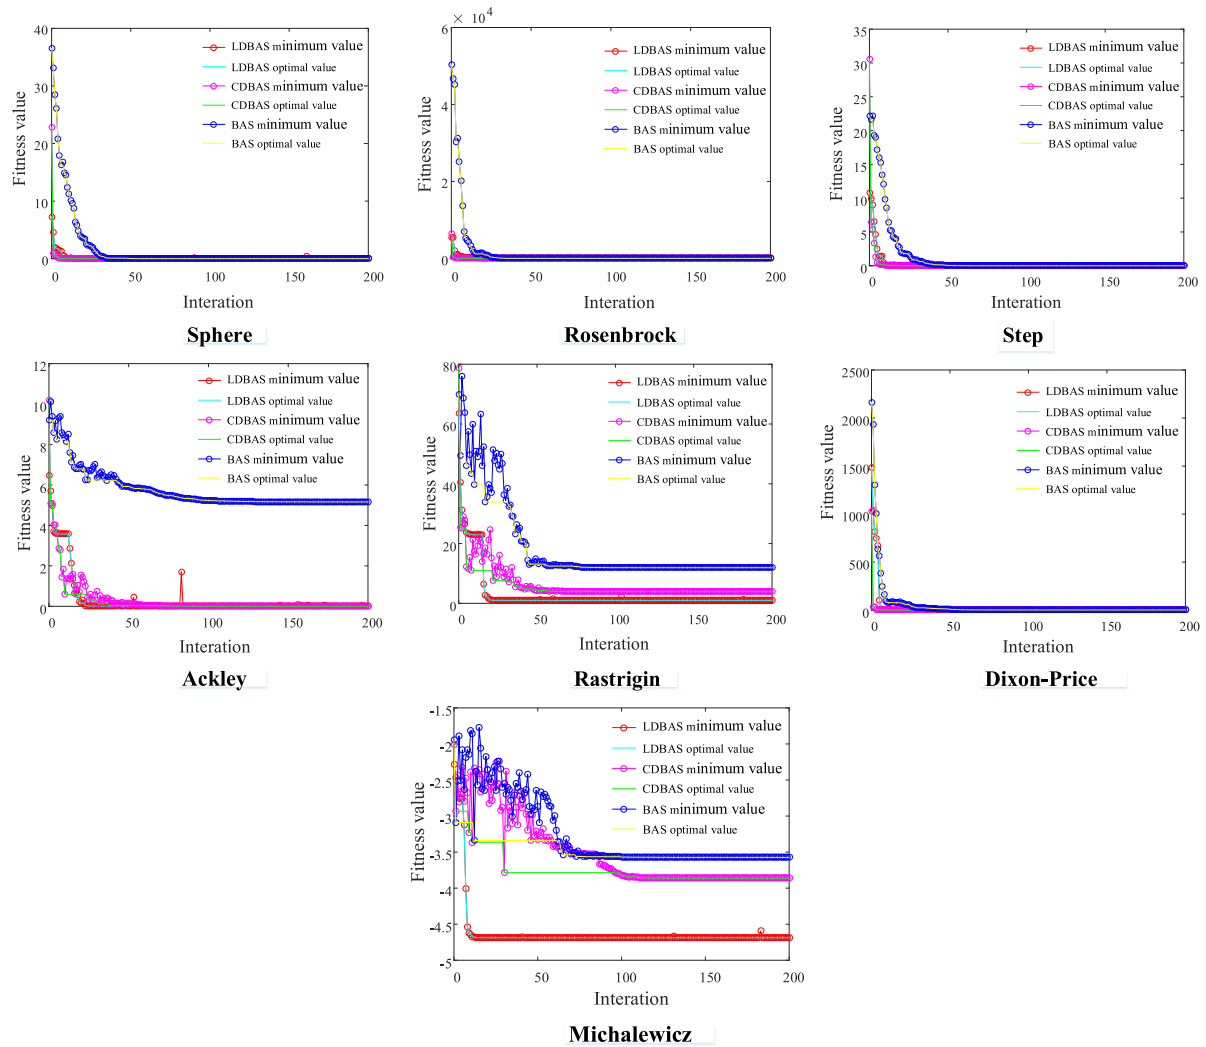 40
30
20
10
0
Fitness value
LDBAS minimum value
LDBAS optimal value
CDBAS minimum value
CDBAS optimal value
BAS minimum value
BAS optimal value
0 50 100 150 200
Interation
Sphere
× 10^4
6
4
2
0
Fitness value
LDBAS minimum value
LDBAS optimal value
CDBAS minimum value
CDBAS optimal value
BAS minimum value
BAS optimal value
0 50 100 150 200
Interation
Rosenbrock
35
30
25
20
15
10
5
0
Fitness value
LDBAS minimum value
LDBAS optimal value
CDBAS minimum value
CDBAS optimal value
BAS minimum value
BAS optimal value
0 50 100 150 200
Interation
Step
12
10
8
6
4
2
0
Fitness value
LDBAS minimum value
LDBAS optimal value
CDBAS minimum value
CDBAS optimal value
BAS minimum value
BAS optimal value
0 50 100 150 200
Interation
Ackley
80
60
40
20
0
Fitness value
LDBAS minimum value
LDBAS optimal value
CDBAS minimum value
CDBAS optimal value
BAS minimum value
BAS optimal value
0 50 100 150 200
Interation
Rastrigin
2500
2000
1500
1000
500
0
Fitness value
LDBAS minimum value
LDBAS optimal value
CDBAS minimum value
CDBAS optimal value
BAS minimum value
BAS optimal value
0 50 100 150 200
Interation
Dixon-Price
-1.5
-2
-2.5
-3
-3.5
-4
-4.5
-5
Fitness value
LDBAS minimum value
LDBAS optimal value
CDBAS minimum value
CDBAS optimal value
BAS minimum value
BAS optimal value
0 50 100 150 200
Interation
Michalewicz